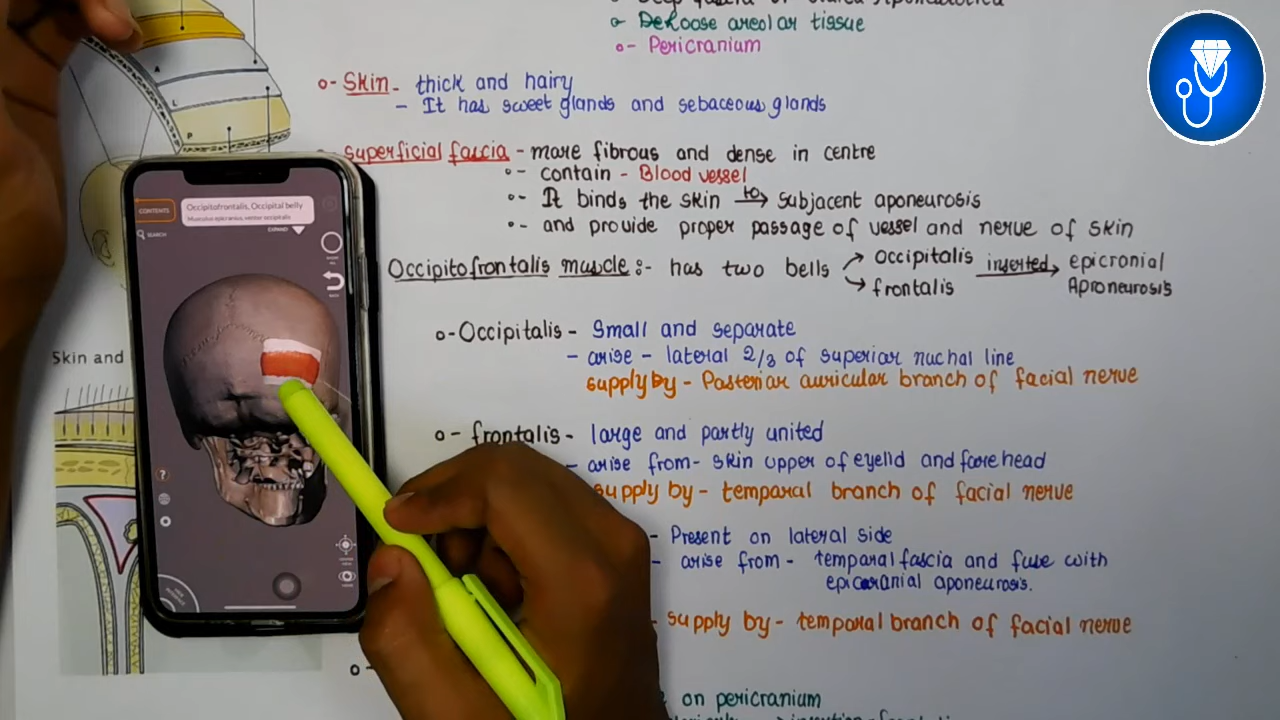 o- DeLoose areolar tissue
o- Pericranium
o- Skin - thick and hairy
- It has sweet glands and sebaceous glands
superficial fascia - more fibrous and dense in centre
o- contain - Blood vessel
o- It binds the skin to → subjacent aponeurosis
o- and provide proper passage of vessel and nerve of skin
Occipitofrontalis muscle :- has two bells → occipitalis inserted → epicronial
→ frontalis Aproneurosis
o- Occipitalis - Small and separate
- arise - lateral 2/3 of superior nuchal line
supply by - Posterior auricular branch of facial nerve
o- frontalis - large and partly united
- arise from - skin upper of eyelid and forehead
supply by - temporal branch of facial nerve
- Present on lateral side
- arise from - temporal fascia and fuse with
epicaranial aponeurosis.
supply by - temporal branch of facial nerve
on pericranium
A
L
P
Skin and
CONTENTS
Occipitofrontalis, Occipital belly
Musculus epicranius, venter occipitalis
SEARCH
EXPAND
?